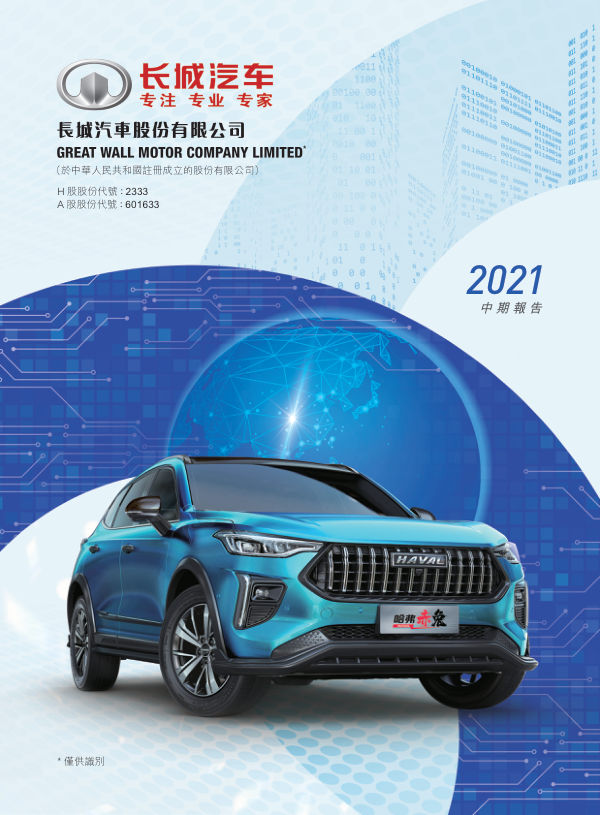 长城汽车
专注 专业 专家
長城汽車股份有限公司
GREAT WALL MOTOR COMPANY LIMITED*
(於中華人民共和國註冊成立的股份有限公司)
H 股股份代號：2333
A 股股份代號：601633
2021
中期報告
HAVAL
哈弗赤兔
* 僅供識別